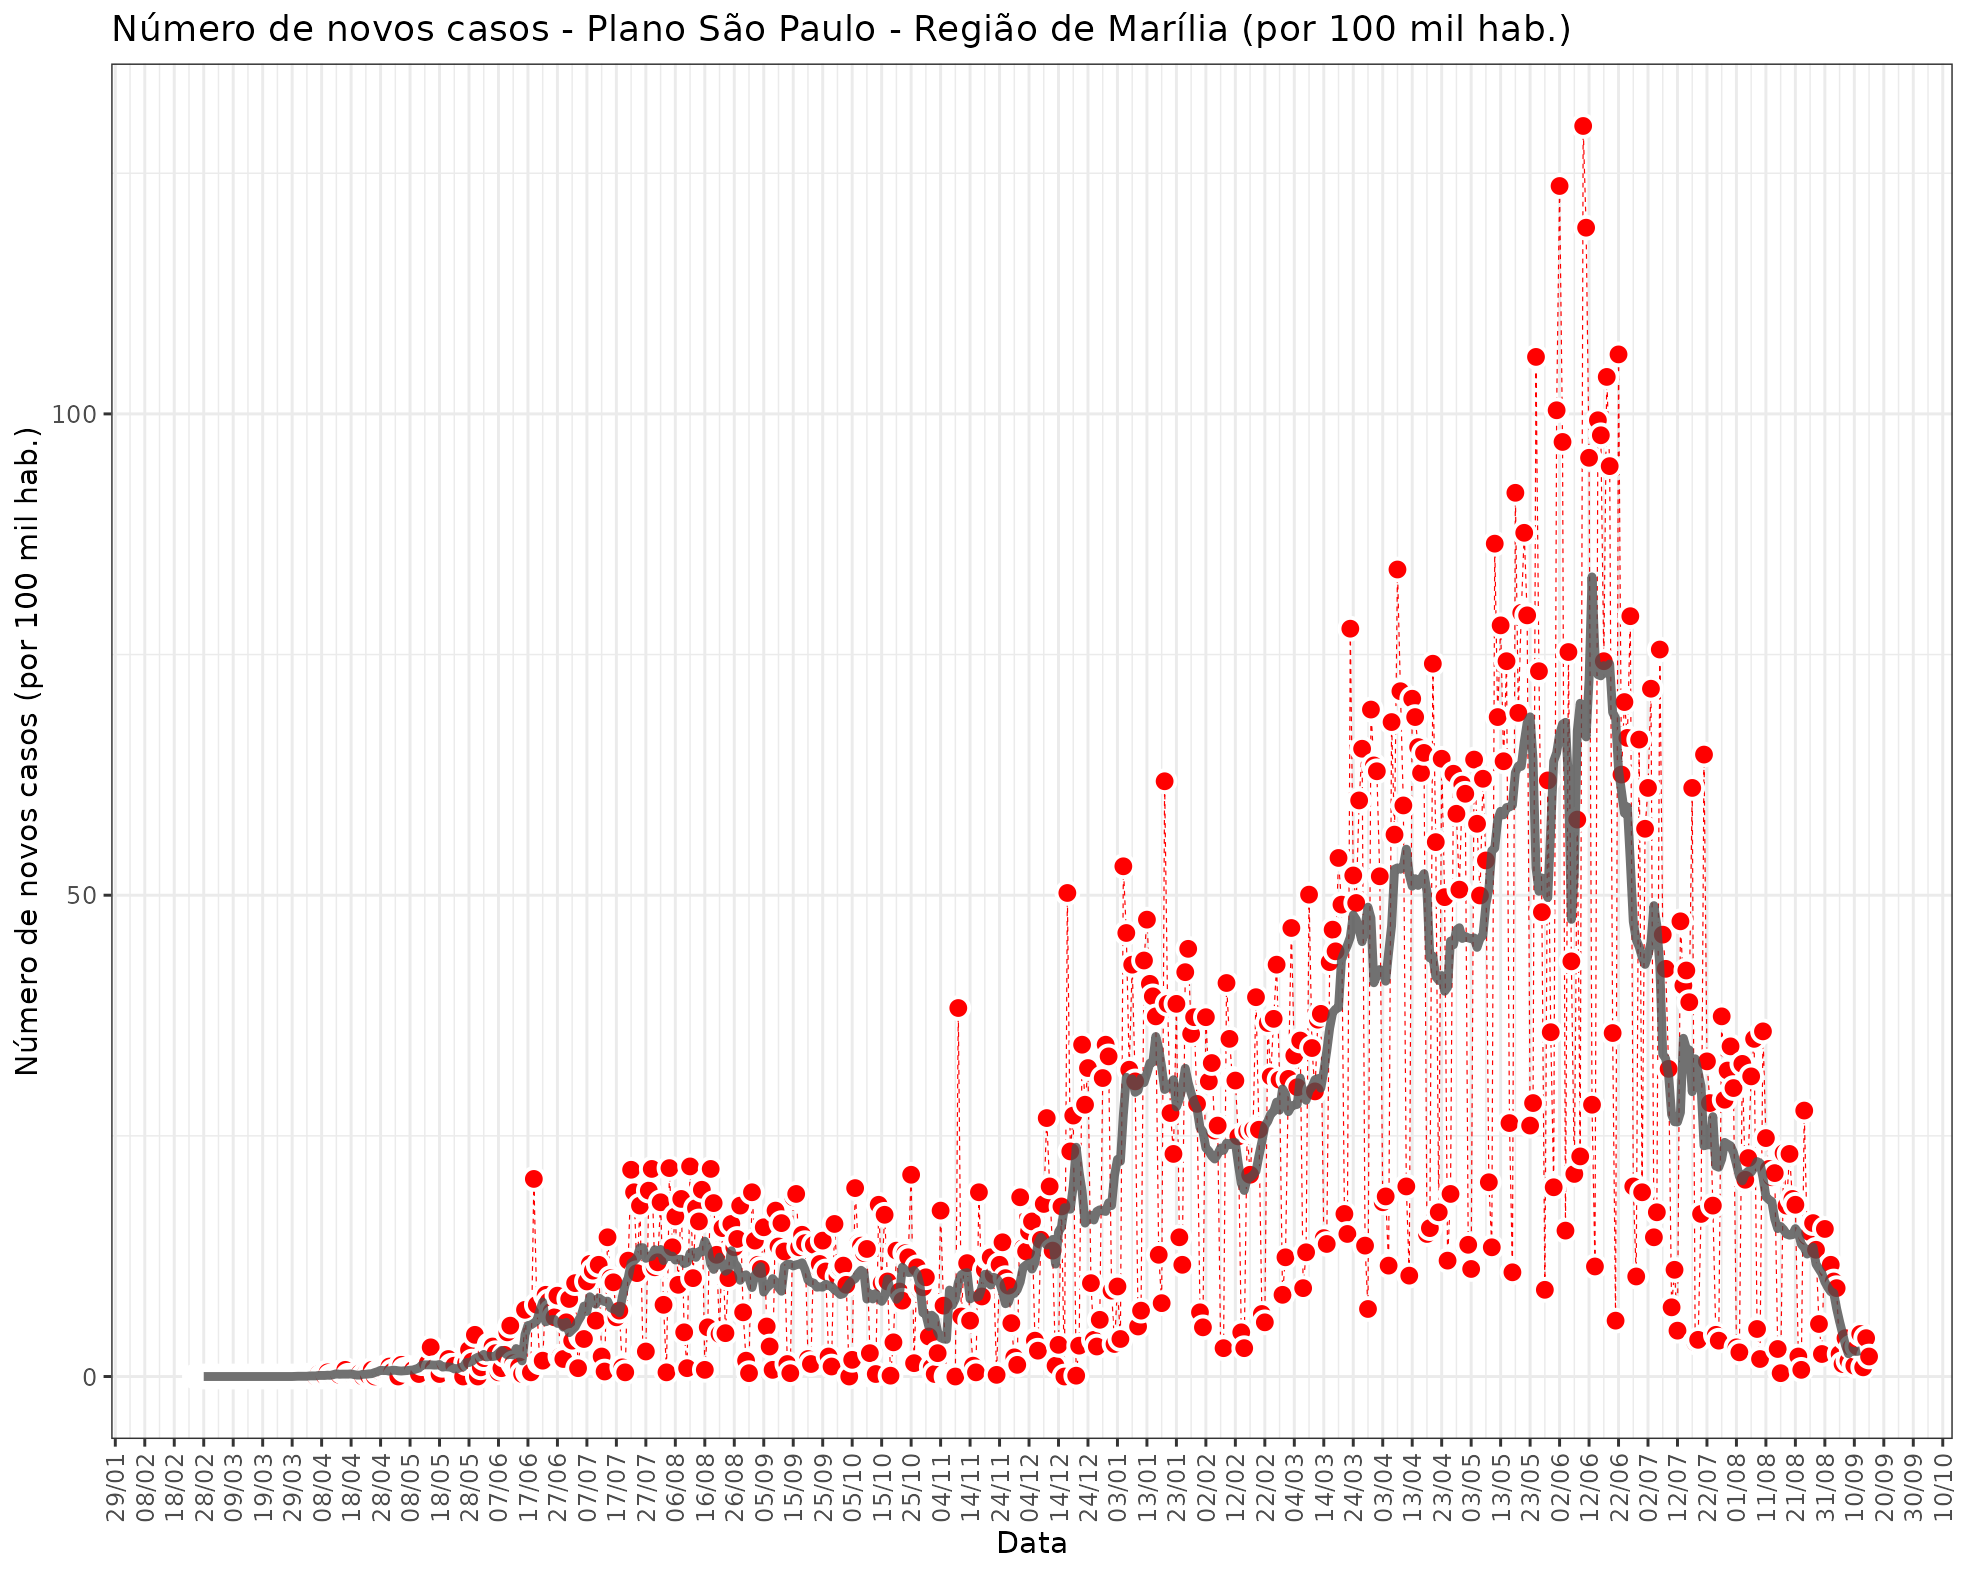 Número de novos casos - Plano São Paulo - Região de Marília (por 100 mil hab.)
Número de novos casos (por 100 mil hab.)
100
50
0
29/01 08/02 18/02 28/02 09/03 19/03 29/03 08/04 18/04 28/04 08/05 18/05 28/05 07/06 17/06 27/06 07/07 17/07 27/07 06/08 16/08 26/08 05/09 15/09 25/09 05/10 15/10 25/10 04/11 14/11 24/11 04/12 14/12 24/12 03/01 13/01 23/01 02/02 12/02 22/02 04/03 14/03 24/03 03/04 13/04 23/04 03/05 13/05 23/05 02/06 12/06 22/06 02/07 12/07 22/07 01/08 11/08 21/08 31/08 10/09 20/09 30/09 10/10
Data